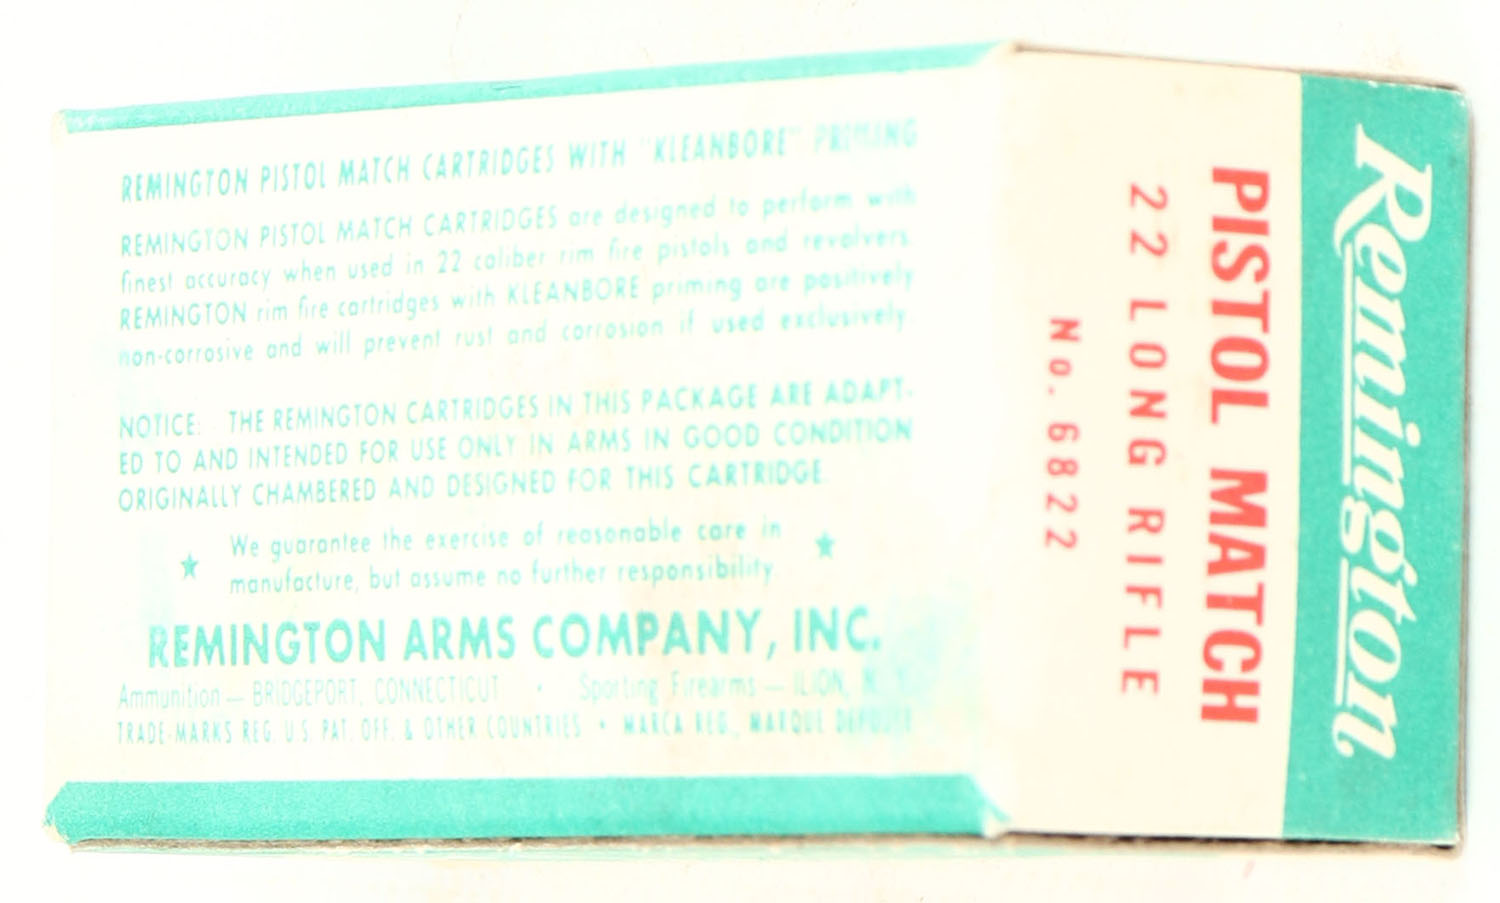 REMINGTON PISTOL MATCH CARTRIDGES WITH "KLEANBORE" PRIMING
REMINGTON PISTOL MATCH CARTRIDGES are designed to perform with
finest accuracy when used in 22 caliber rim fire pistols and revolvers.
REMINGTON rim fire cartridges with KLEANBORE priming are positively
non-corrosive and will prevent rust and corrosion if used exclusively.
NOTICE: THE REMINGTON CARTRIDGES IN THIS PACKAGE ARE ADAPT-
ED TO AND INTENDED FOR USE ONLY IN ARMS IN GOOD CONDITION
ORIGINALLY CHAMBERED AND DESIGNED FOR THIS CARTRIDGE.
We guarantee the exercise of reasonable care in
manufacture, but assume no further responsibility.
REMINGTON ARMS COMPANY, INC.
Ammunition — BRIDGEPORT, CONNECTICUT • Sporting Firearms — ILION, N. Y.
TRADE-MARKS REG. U.S. PAT. OFF. & OTHER COUNTRIES • MARCA REG., MARQUE DEPOSÉE
Remington
PISTOL MATCH
22 LONG RIFLE
No. 6822